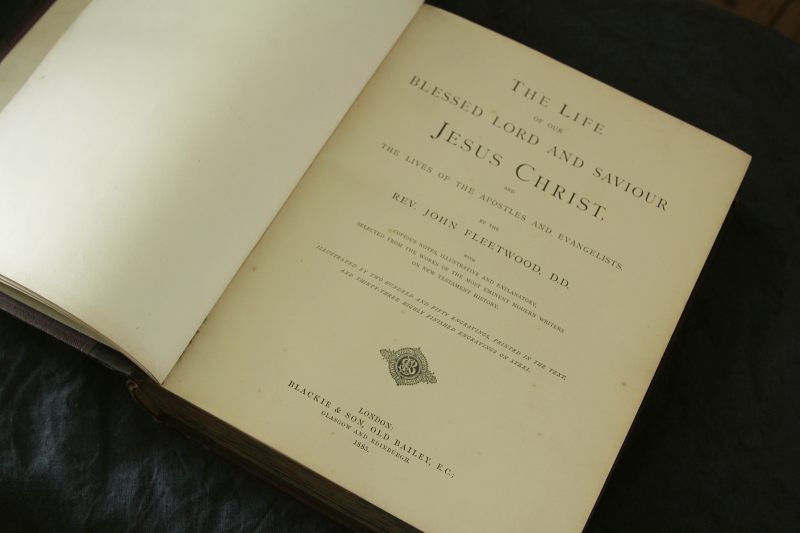 THE LIFE
OF OUR
BLESSED LORD AND SAVIOUR
JESUS CHRIST,
AND
THE LIVES OF THE APOSTLES AND EVANGELISTS.
BY THE
REV. JOHN FLEETWOOD, D.D.
WITH
COPIOUS NOTES, ILLUSTRATIVE AND EXPLANATORY,
SELECTED FROM THE WORKS OF THE MOST EMINENT MODERN WRITERS
ON NEW TESTAMENT HISTORY.
ILLUSTRATED BY TWO HUNDRED AND FIFTY ENGRAVINGS, PRINTED IN THE TEXT,
AND THIRTY-THREE HIGHLY FINISHED ENGRAVINGS ON STEEL.
LONDON:
BLACKIE & SON, OLD BAILEY, E.C.;
GLASGOW AND EDINBURGH.
1885.